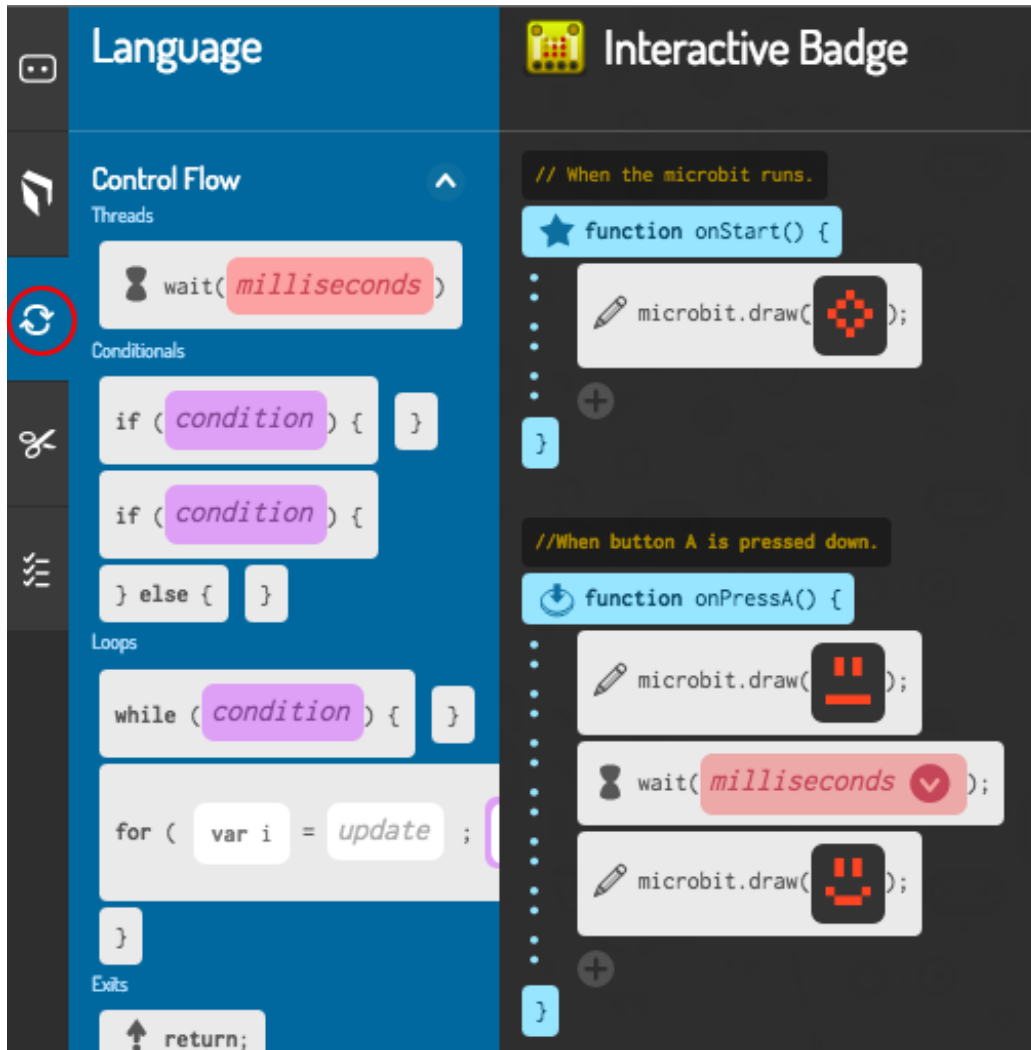 Language
Control Flow
Threads
wait( milliseconds )
Conditionals
if ( condition ) { }
if ( condition ) {
} else { }
Loops
while ( condition ) { }
for ( var i = update ;
}
Exits
return;
Interactive Badge
// When the microbit runs.
function onStart() {
microbit.draw( );
}
//When button A is pressed down.
function onPressA() {
microbit.draw( );
wait( milliseconds );
microbit.draw( );
}